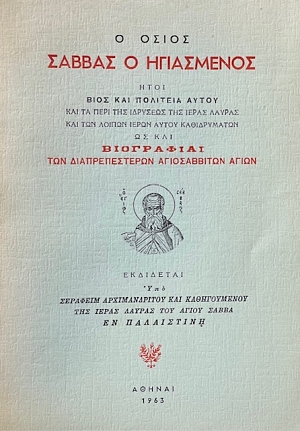 Ο ΟΣΙΟΣ
ΣΑΒΒΑΣ Ο ΗΓΙΑΣΜΕΝΟΣ
ΗΤΟΙ
ΒΙΟΣ ΚΑΙ ΠΟΛΙΤΕΙΑ ΑΥΤΟΥ
ΚΑΙ ΤΑ ΠΕΡΙ ΤΗΣ ΙΔΡΥΣΕΩΣ ΤΗΣ ΙΕΡΑΣ ΛΑΥΡΑΣ
ΚΑΙ ΤΩΝ ΛΟΙΠΩΝ ΙΕΡΩΝ ΑΥΤΟΥ ΚΑΘΙΔΡΥΜΑΤΩΝ
ΩΣ ΚΑΙ
ΒΙΟΓΡΑΦΙΑΙ
ΤΩΝ ΔΙΑΠΡΕΠΕΣΤΕΡΩΝ ΑΓΙΟΣΑΒΒΙΤΩΝ ΑΓΙΩΝ
ΕΚΔΙΔΕΤΑΙ
Ὑπὸ
ΣΕΡΑΦΕΙΜ ΑΡΧΙΜΑΝΔΡΙΤΟΥ ΚΑΙ ΚΑΘΗΓΟΥΜΕΝΟΥ
ΤΗΣ ΙΕΡΑΣ ΛΑΥΡΑΣ ΤΟΥ ΑΓΙΟΥ ΣΑΒΒΑ
ΕΝ ΠΑΛΑΙΣΤΙΝῌ
ΑΘΗΝΑΙ
1963